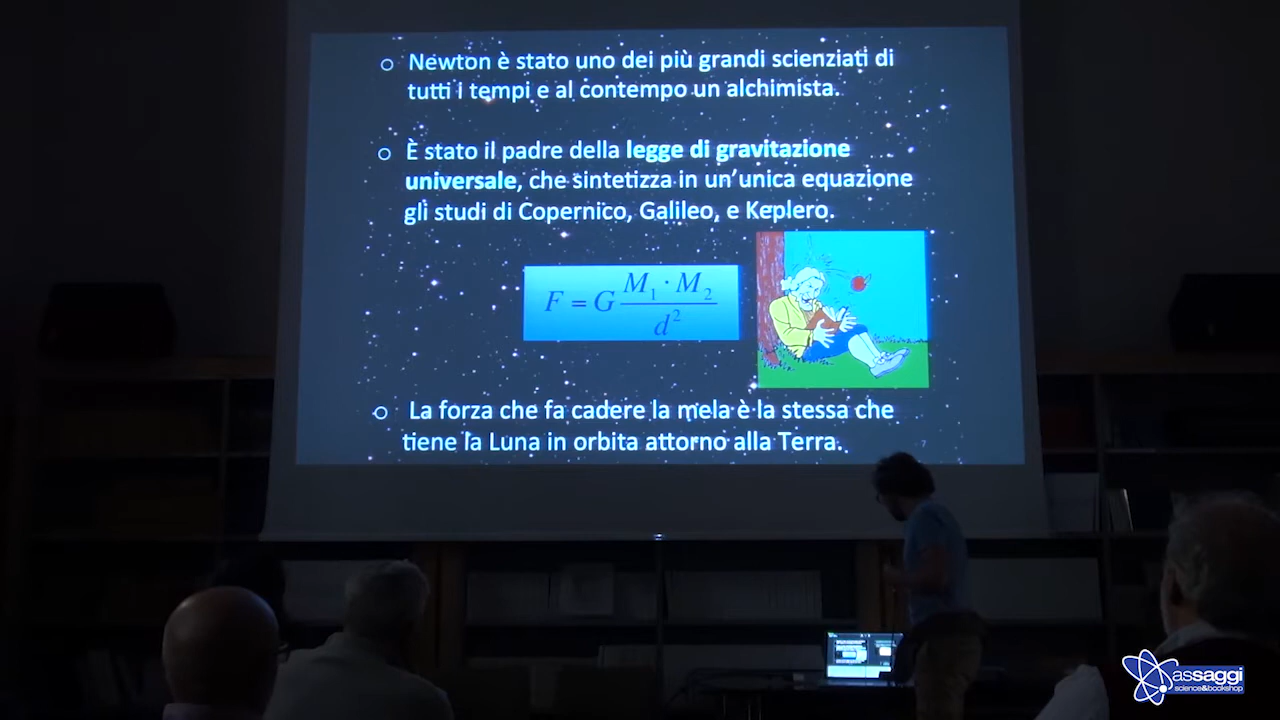 Newton è stato uno dei più grandi scienziati di
tutti i tempi e al contempo un alchimista.
È stato il padre della legge di gravitazione
universale, che sintetizza in un'unica equazione
gli studi di Copernico, Galileo, e Keplero.
F = G M₁ · M₂ / d²
La forza che fa cadere la mela è la stessa che
tiene la Luna in orbita attorno alla Terra.
7
assaggi
science&bookshop